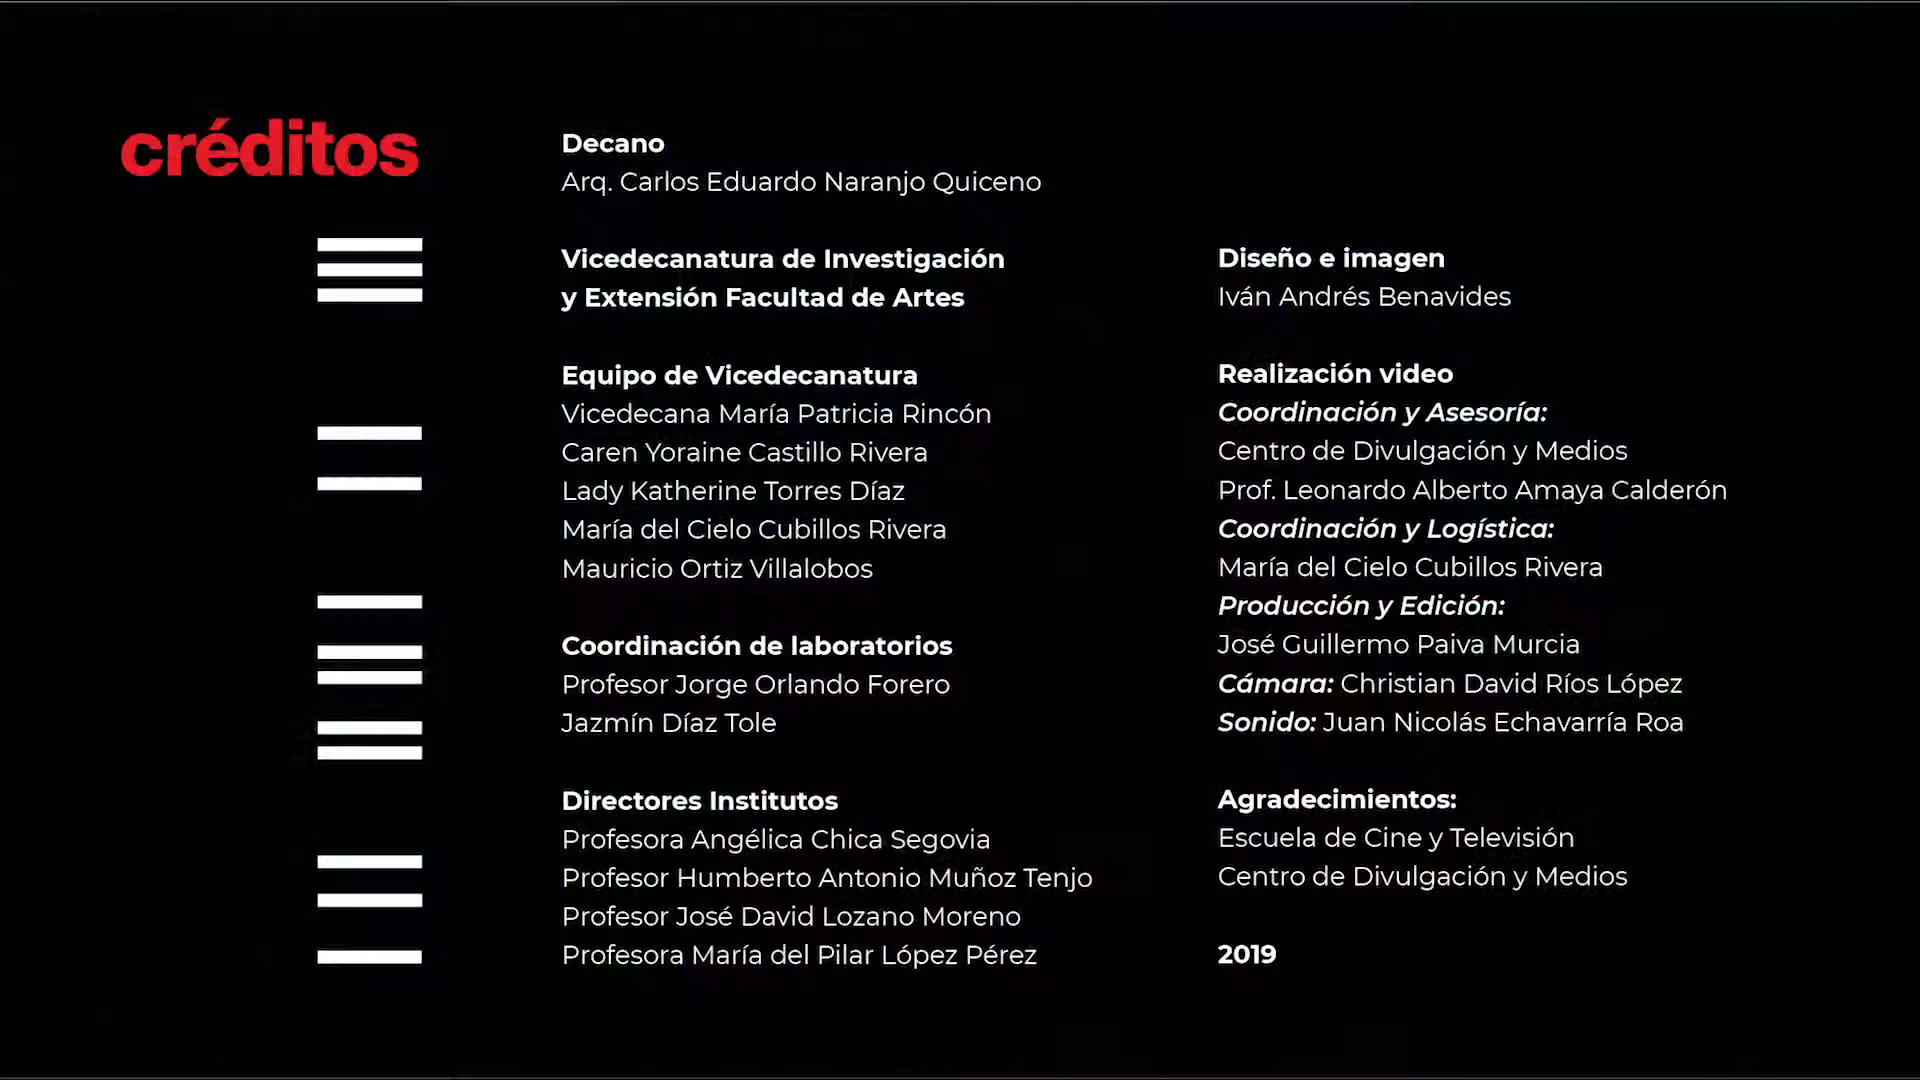 créditos
Decano
Arq. Carlos Eduardo Naranjo Quiceno
Vicedecanatura de Investigación
y Extensión Facultad de Artes
Equipo de Vicedecanatura
Vicedecana María Patricia Rincón
Caren Yoraine Castillo Rivera
Lady Katherine Torres Díaz
María del Cielo Cubillos Rivera
Mauricio Ortiz Villalobos
Coordinación de laboratorios
Profesor Jorge Orlando Forero
Jazmín Díaz Tole
Directores Institutos
Profesora Angélica Chica Segovia
Profesor Humberto Antonio Muñoz Tenjo
Profesor José David Lozano Moreno
Profesora María del Pilar López Pérez
Diseño e imagen
Iván Andrés Benavides
Realización video
Coordinación y Asesoría:
Centro de Divulgación y Medios
Prof. Leonardo Alberto Amaya Calderón
Coordinación y Logística:
María del Cielo Cubillos Rivera
Producción y Edición:
José Guillermo Paiva Murcia
Cámara: Christian David Ríos López
Sonido: Juan Nicolás Echavarría Roa
Agradecimientos:
Escuela de Cine y Televisión
Centro de Divulgación y Medios
2019